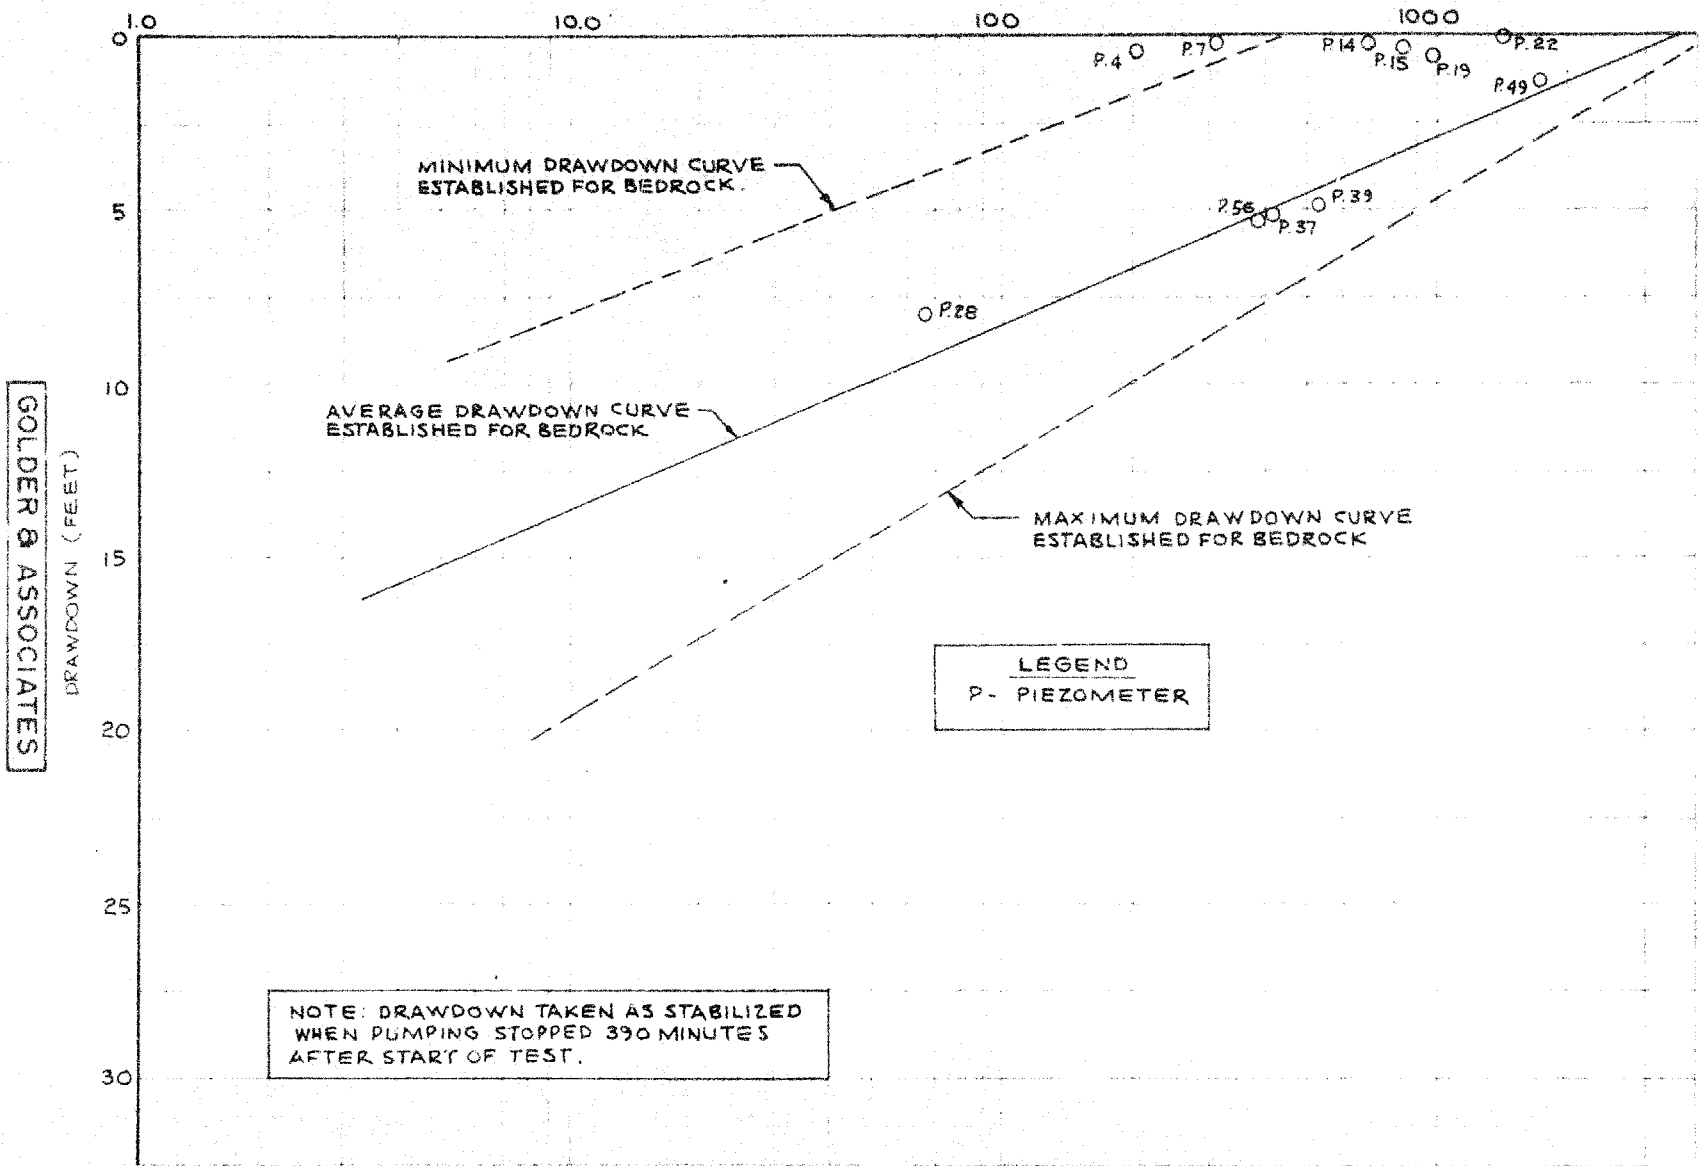 1.0 10.0 100 1000
0
P.4 P.7 P.14 P.15 P.19 P.22
P.49
MINIMUM DRAWDOWN CURVE
ESTABLISHED FOR BEDROCK.
5
P.56 P.37 P.39
P.28
10
AVERAGE DRAWDOWN CURVE
ESTABLISHED FOR BEDROCK
GOLDER & ASSOCIATES
DRAWDOWN (FEET)
MAXIMUM DRAWDOWN CURVE
ESTABLISHED FOR BEDROCK
15
LEGEND
P- PIEZOMETER
20
25
NOTE: DRAWDOWN TAKEN AS STABILIZED
WHEN PUMPING STOPPED 390 MINUTES
AFTER START OF TEST.
30